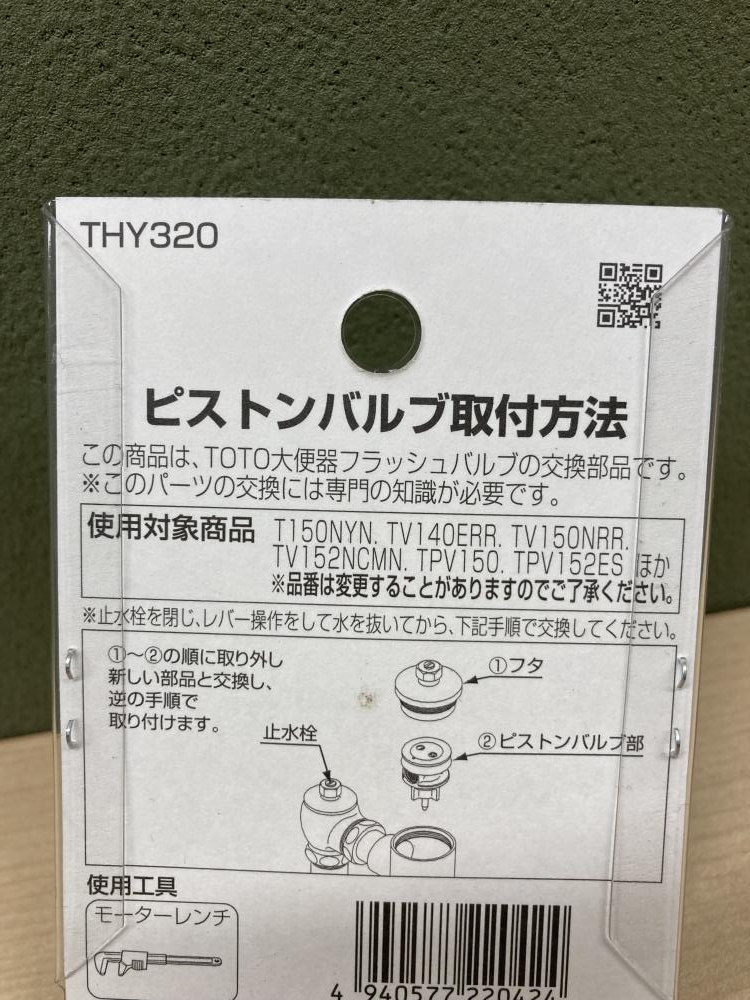 THY320
ピストンバルブ取付方法
この商品は、TOTO大便器フラッシュバルブの交換部品です。
※このパーツの交換には専門の知識が必要です。
使用対象商品 T150NYN. TV140ERR. TV150NRR.
TV152NCMN. TPV150. TPV152ES ほか
※品番は変更することがありますのでご了承ください。
※止水栓を閉じ、レバー操作をして水を抜いてから、下記手順で交換してください。
①〜②の順に取り外し
新しい部品と交換し、
逆の手順で
取り付けます。
①フタ
止水栓
②ピストンバルブ部
使用工具
モーターレンチ
4 940577 220424